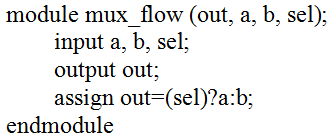 module mux_flow (out, a, b, sel);
input a, b, sel;
output out;
assign out=(sel)?a:b;
endmodule